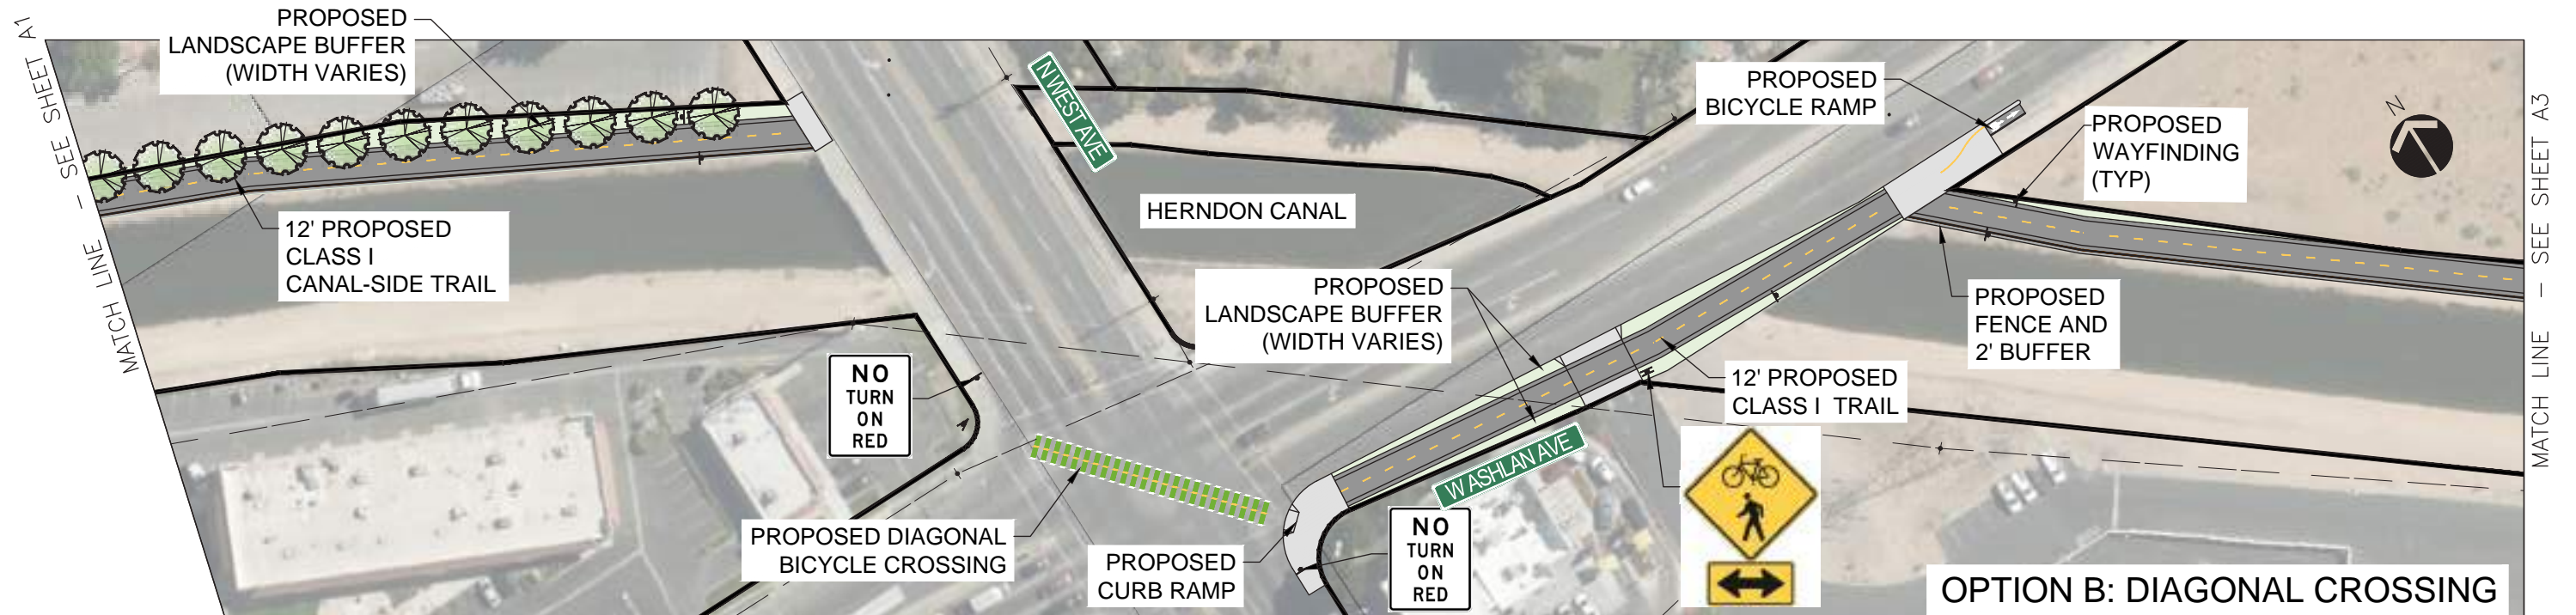 MATCH LINE - SEE SHEET A1
PROPOSED
LANDSCAPE BUFFER
(WIDTH VARIES)
12' PROPOSED
CLASS I
CANAL-SIDE TRAIL
N WEST AVE
HERNDON CANAL
PROPOSED
BICYCLE RAMP
PROPOSED
WAYFINDING
(TYP)
N
MATCH LINE - SEE SHEET A3
PROPOSED
LANDSCAPE BUFFER
(WIDTH VARIES)
PROPOSED
FENCE AND
2' BUFFER
NO
TURN
ON
RED
12' PROPOSED
CLASS I TRAIL
W ASHLAN AVE
PROPOSED DIAGONAL
BICYCLE CROSSING
PROPOSED
CURB RAMP
NO
TURN
ON
RED
OPTION B: DIAGONAL CROSSING